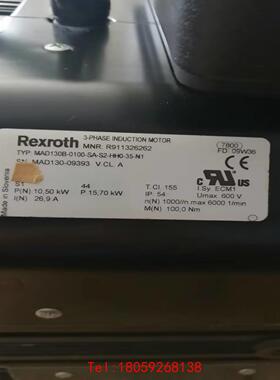 Rexroth 3-PHASE INDUCTION MOTOR
MNR: R911326262
7800
FD: 09W36
TYP: MAD130B-0100-SA-S2-HH0-35-N1
SN: MAD130-09393 V.CL. A
Made in Slovenia
S1 44
P(N) 10,50 kW P 15,70 kW
I(N) 26,9 A
T.Cl. 155
IP 54
n(N) 1000/m max 6000 1/min
M(N) 100,0 Nm
c UL US
I.Sy ECM1
Umax 600 V
Tel:18059268138